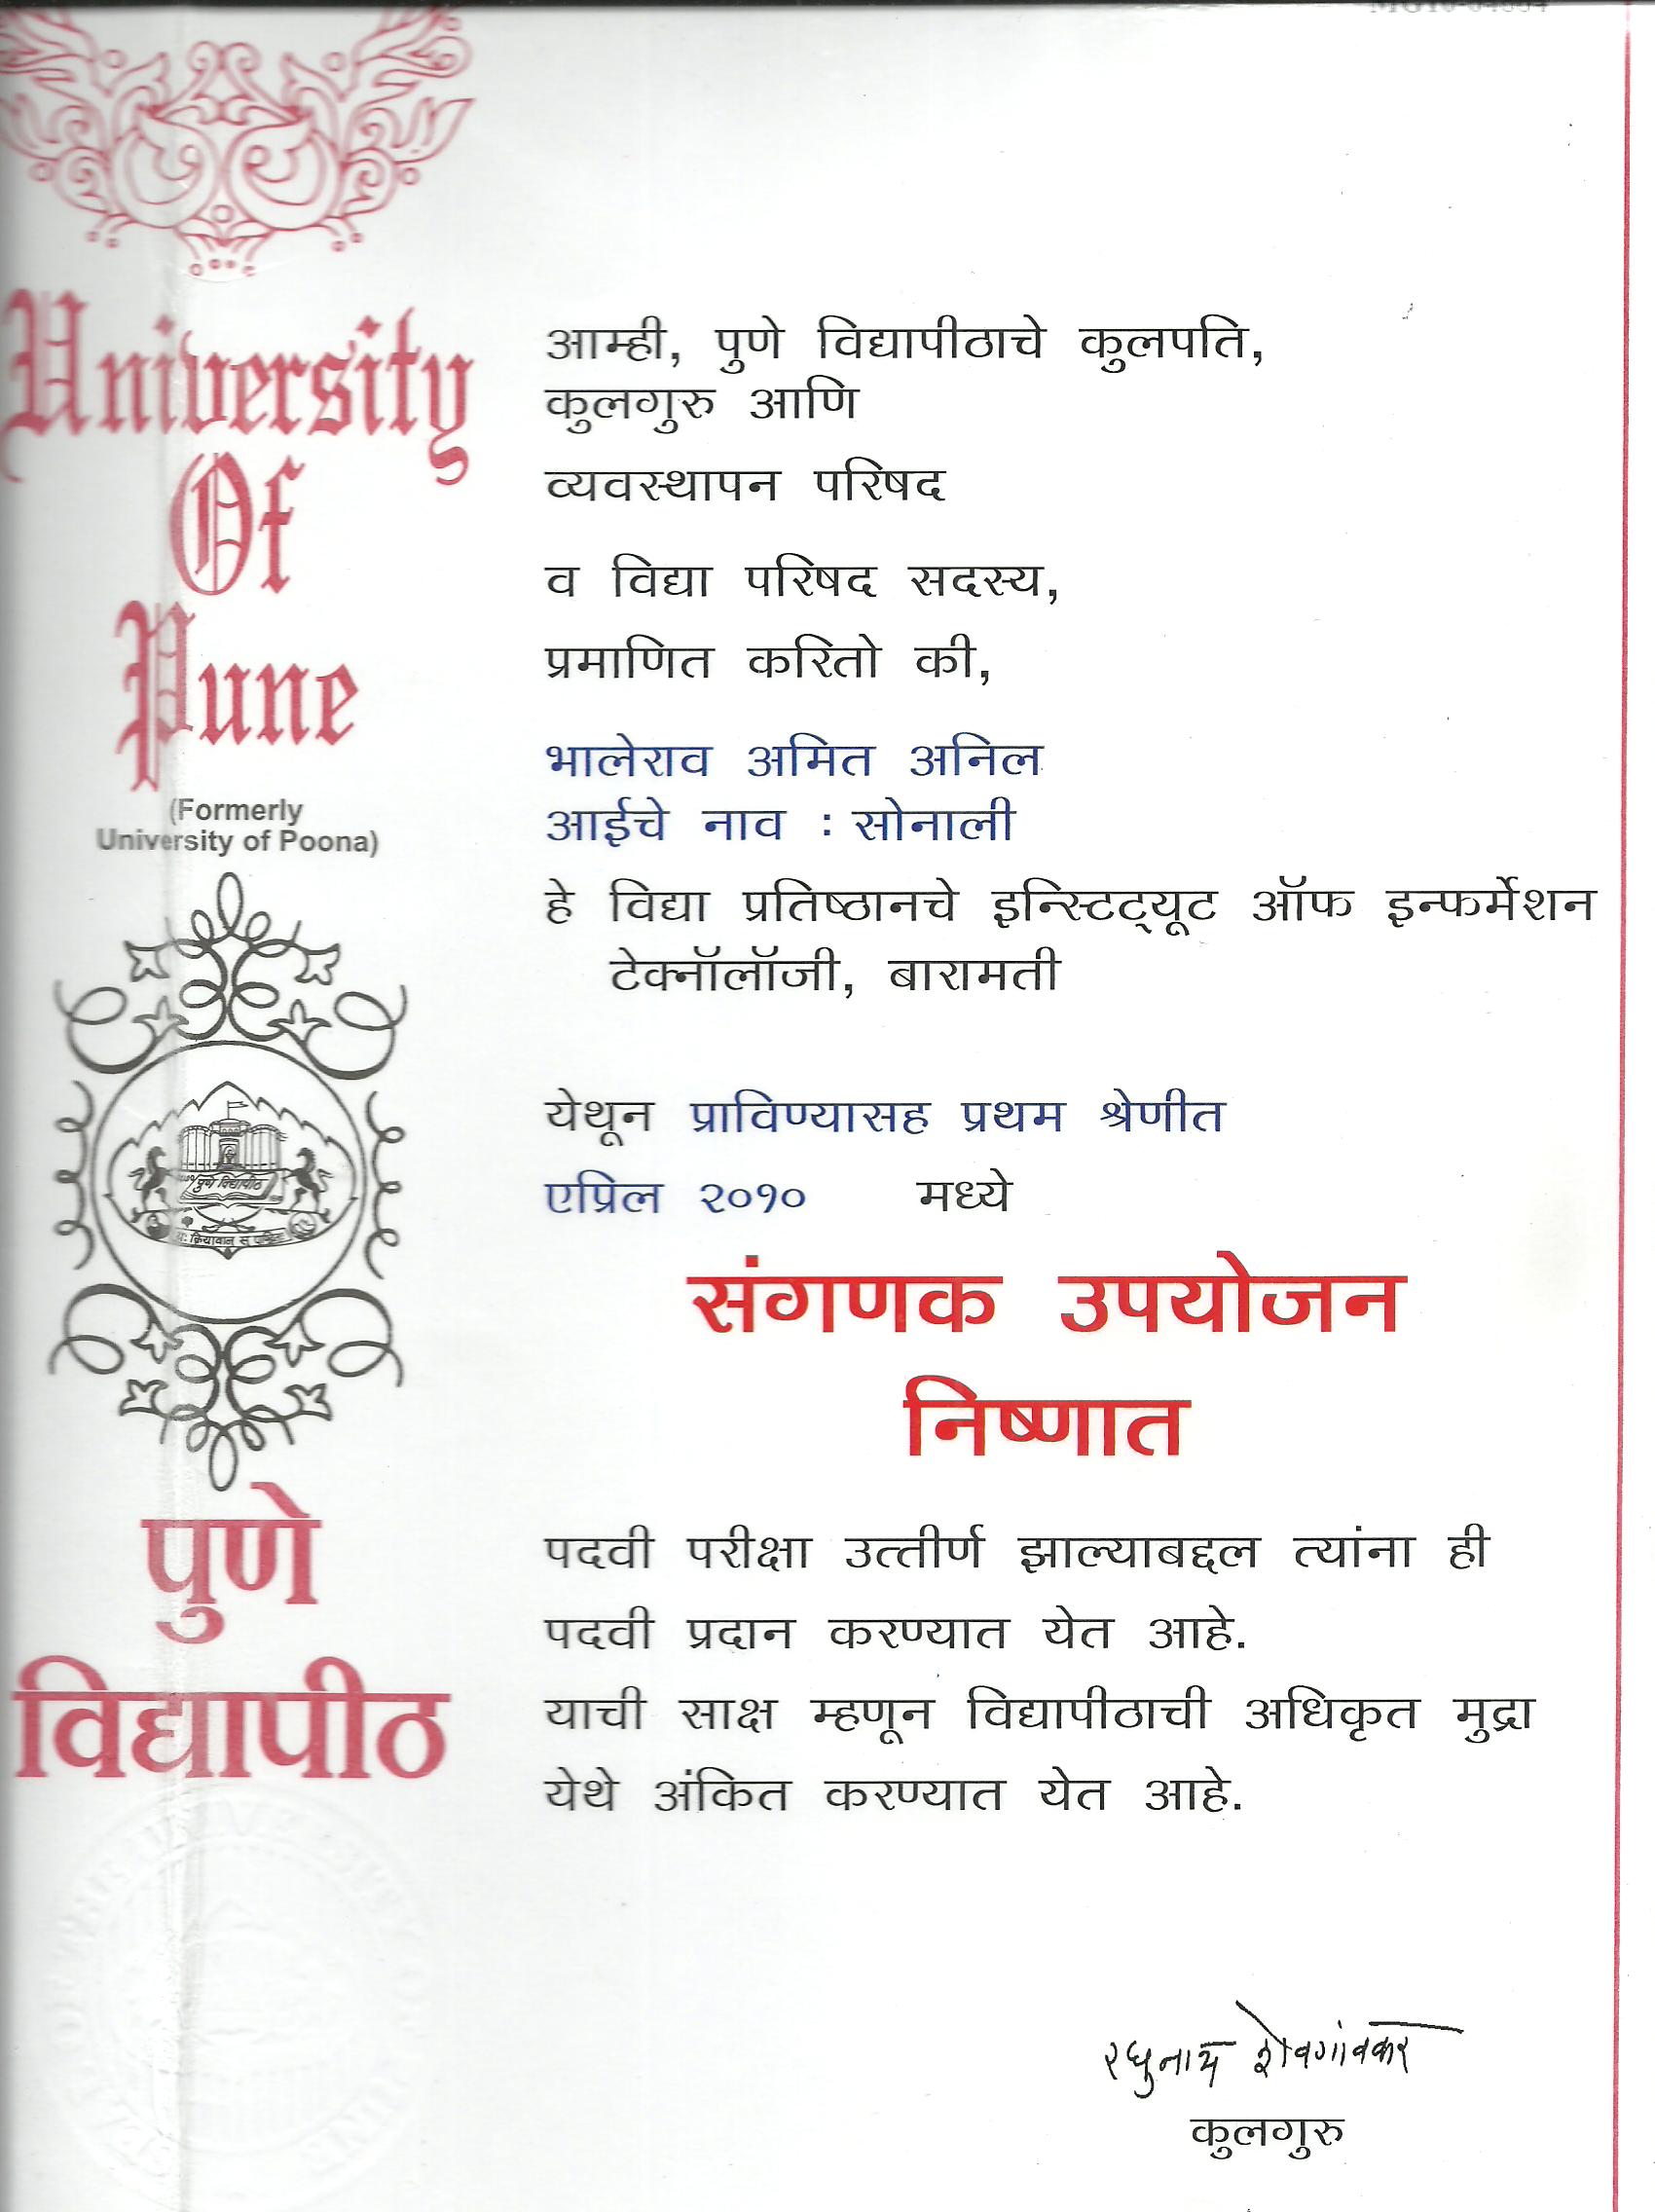 University
Of
Pune
(Formerly
University of Poona)
पुणे विद्यापीठ
पुणे
विद्यापीठ
आम्ही, पुणे विद्यापीठाचे कुलपति,
कुलगुरु आणि
व्यवस्थापन परिषद
व विद्या परिषद सदस्य,
प्रमाणित करितो की,
भालेराव अमित अनिल
आईचे नाव : सोनाली
हे विद्या प्रतिष्ठानचे इन्स्टिट्यूट ऑफ इन्फर्मेशन
टेक्नॉलॉजी, बारामती
येथून प्राविण्यासह प्रथम श्रेणीत
एप्रिल २०१० मध्ये
संगणक उपयोजन
निष्णात
पदवी परीक्षा उत्तीर्ण झाल्याबद्दल त्यांना ही
पदवी प्रदान करण्यात येत आहे.
याची साक्ष म्हणून विद्यापीठाची अधिकृत मुद्रा
येथे अंकित करण्यात येत आहे.
रघुनाथ शेवगांवकर
कुलगुरु